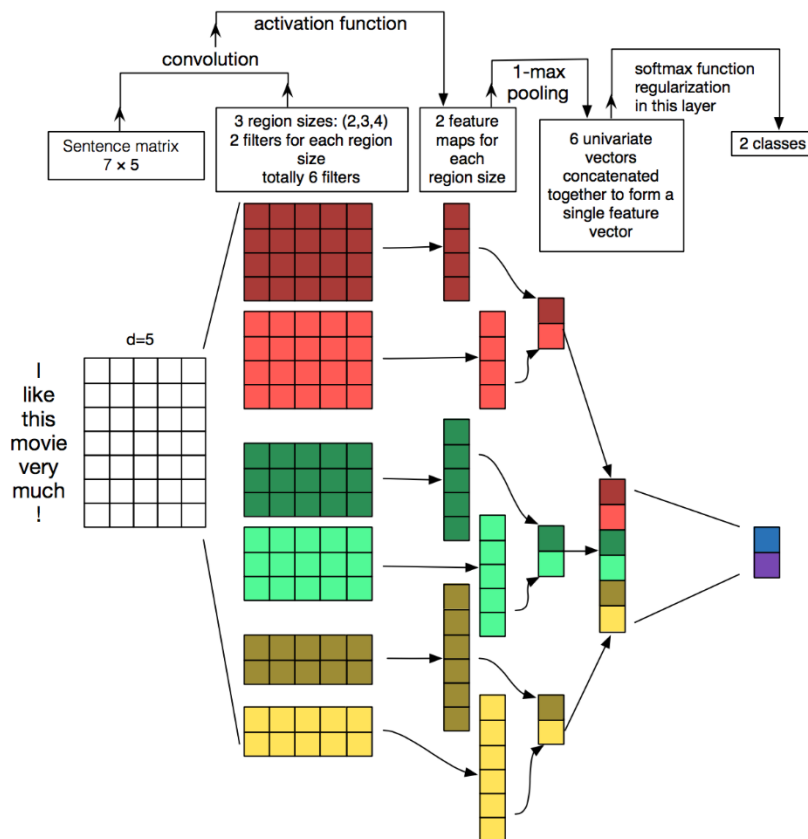 activation function
convolution
1-max
pooling
softmax function
regularization
in this layer
Sentence matrix
7 × 5
3 region sizes: (2,3,4)
2 filters for each region
size
totally 6 filters
2 feature
maps for
each
region size
6 univariate
vectors
concatenated
together to form a
single feature
vector
2 classes
d=5
I
like
this
movie
very
much
!